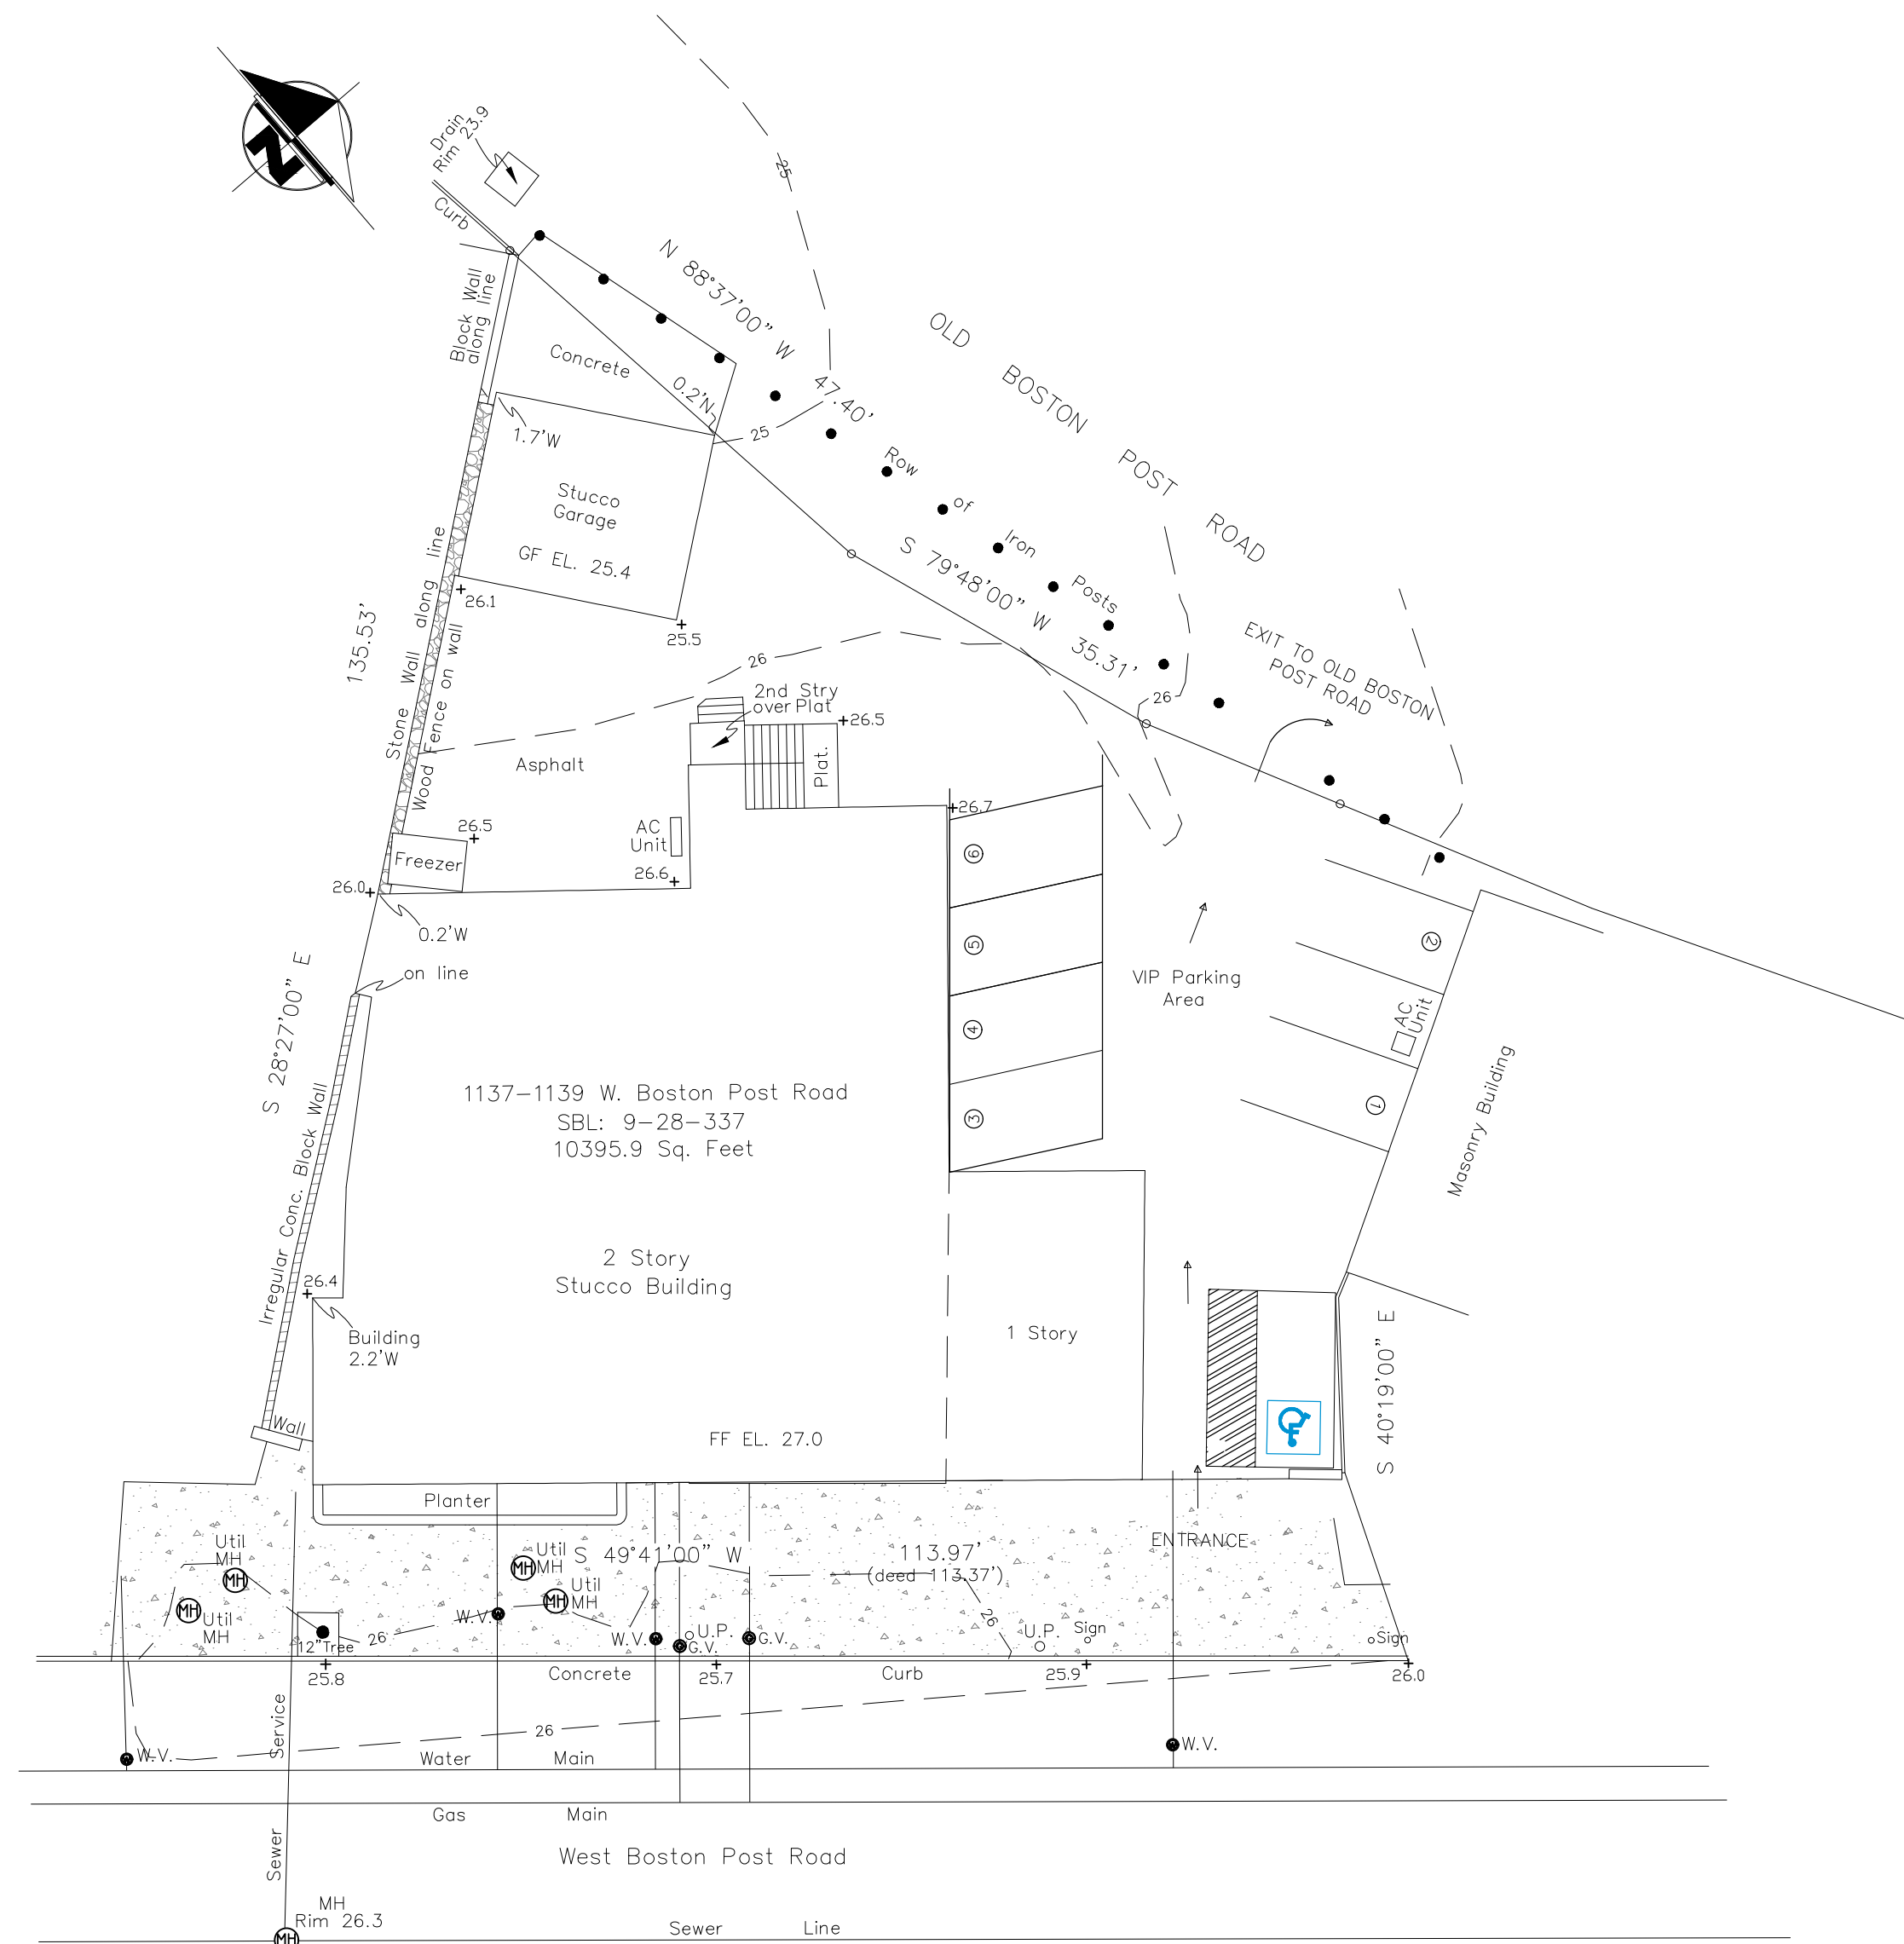 N
Drain
Rim 23.9
Curb
25
N 88°37'00" W 47.40'
OLD BOSTON POST ROAD
Block Wall
along line
Concrete
0.2'N
25
1.7'W
Row of Iron Posts
Stucco
Garage
GF EL. 25.4
S 79°48'00" W 35.31'
26.1
25.5
135.53'
Stone Wall along line
Wood Fence on wall
26
26
EXIT TO OLD BOSTON
POST ROAD
2nd Stry
over Plat
26.5
Plat.
Asphalt
26.7
AC
Unit
26.5
Freezer
26.6
26.0
0.2'W
on line
6
5
4
3
2
1
VIP Parking
Area
AC
Unit
Masonry Building
S 28°27'00" E
Irregular Conc. Block Wall
1137-1139 W. Boston Post Road
SBL: 9-28-337
10395.9 Sq. Feet
2 Story
Stucco Building
26.4
Building
2.2'W
1 Story
S 40°19'00" E
Wall
FF EL. 27.0
Planter
ENTRANCE
Util
MH
MH
Util
MH
MH
MH
Util
MH
MH
Util
MH
S 49°41'00" W 113.97'
(deed 113.37')
W.V.
W.V.
U.P.
G.V.
G.V.
26
26
U.P.
Sign
Sign
12"Tree
25.8
Concrete Curb
25.7
25.9
26.0
26
W.V.
W.V.
Water Main
Gas Main
Sewer Service
West Boston Post Road
MH
Rim 26.3
MH
Sewer Line